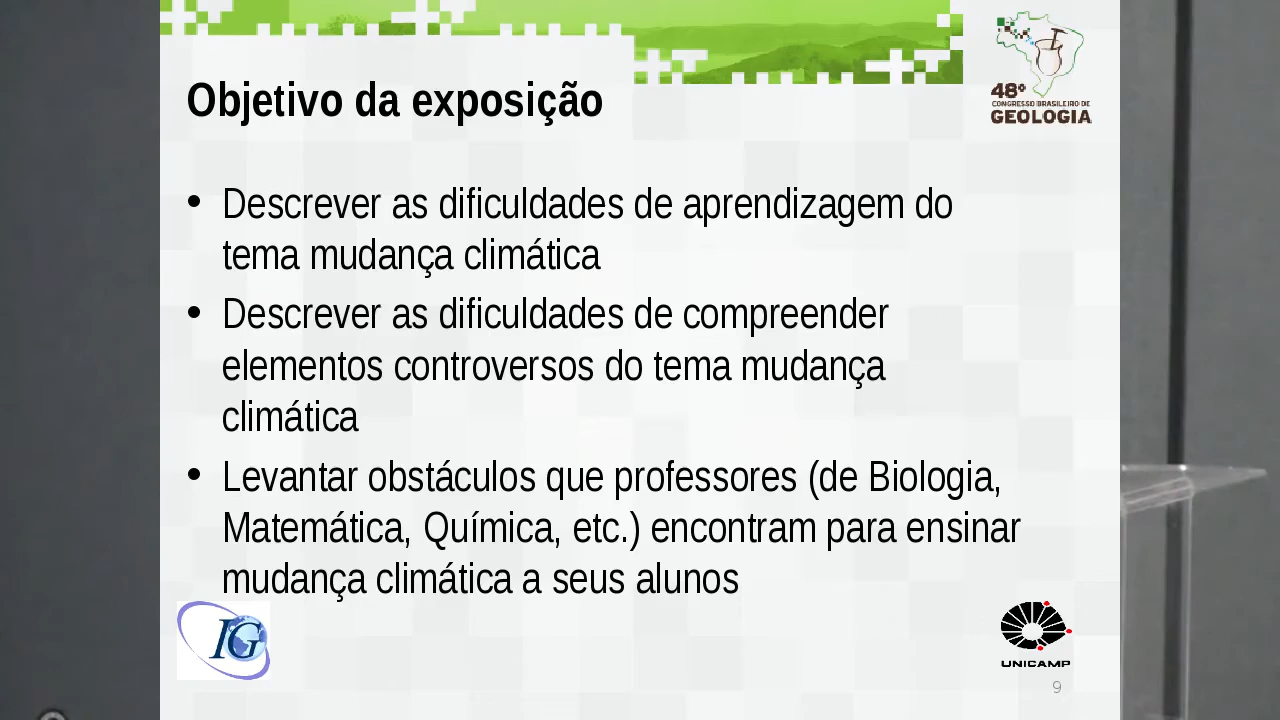 48º
CONGRESSO BRASILEIRO DE
GEOLOGIA
Objetivo da exposição
• Descrever as dificuldades de aprendizagem do
tema mudança climática
• Descrever as dificuldades de compreender
elementos controversos do tema mudança
climática
• Levantar obstáculos que professores (de Biologia,
Matemática, Química, etc.) encontram para ensinar
mudança climática a seus alunos
IG
UNICAMP
9